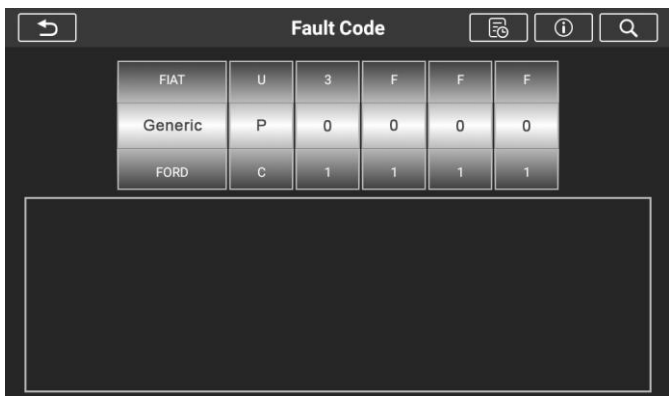 Fault Code
FIAT U 3 F F F
Generic P 0 0 0 0
FORD C 1 1 1 1